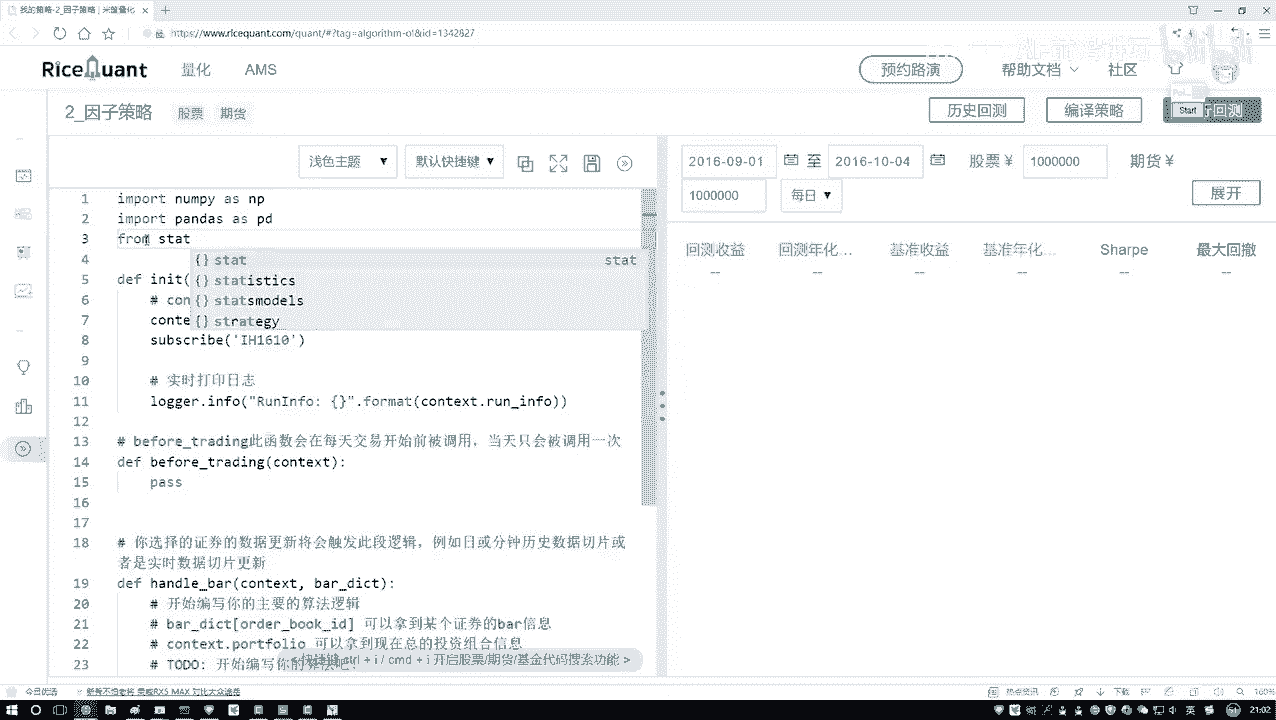 我的策略-2_因子策略 | 米筐量化
https://www.ricequant.com/quant/#?tag=algorithm-of&id=1342827
RiceQuant 量化 AMS 预约路演 帮助文档 社区
2_因子策略 股票 期货 历史回测 编译策略 Start 回测
浅色主题 默认快捷键 2016-09-01 至 2016-10-04 股票 ¥ 1000000 期货 ¥
1000000 每日 展开
1 import numpy as np
2 import pandas as pd
3 from stat
4 {} stat stat
5 def init( {} statistics
6 # con {} statsmodels
7 conte {} strategy
8 subscribe('IH1610')
9
10 # 实时打印日志
11 logger.info("RunInfo: {}".format(context.run_info))
12
13 # before_trading此函数会在每天交易开始前被调用，当天只会被调用一次
14 def before_trading(context):
15 pass
16
17
18 # 你选择的证券的数据更新将会触发此段逻辑，例如日或分钟历史数据切片或
者是实时数据切片更新
19 def handle_bar(context, bar_dict):
20 # 开始编写你的主要的算法逻辑
21 # bar_dict[order_book_id] 可以拿到某个证券的bar信息
22 # context.portfolio 可以拿到现在的投资组合信息
23 # TODO: 开始编写你的算法吧!
ctrl + i, cmd + i 开启股票/期货/基金代码搜索功能 >
回测收益 回测年化... 基准收益 基准年化... Sharpe 最大回撤
-- -- -- -- -- --
今日优选 热点资讯 下载 160%
21:02